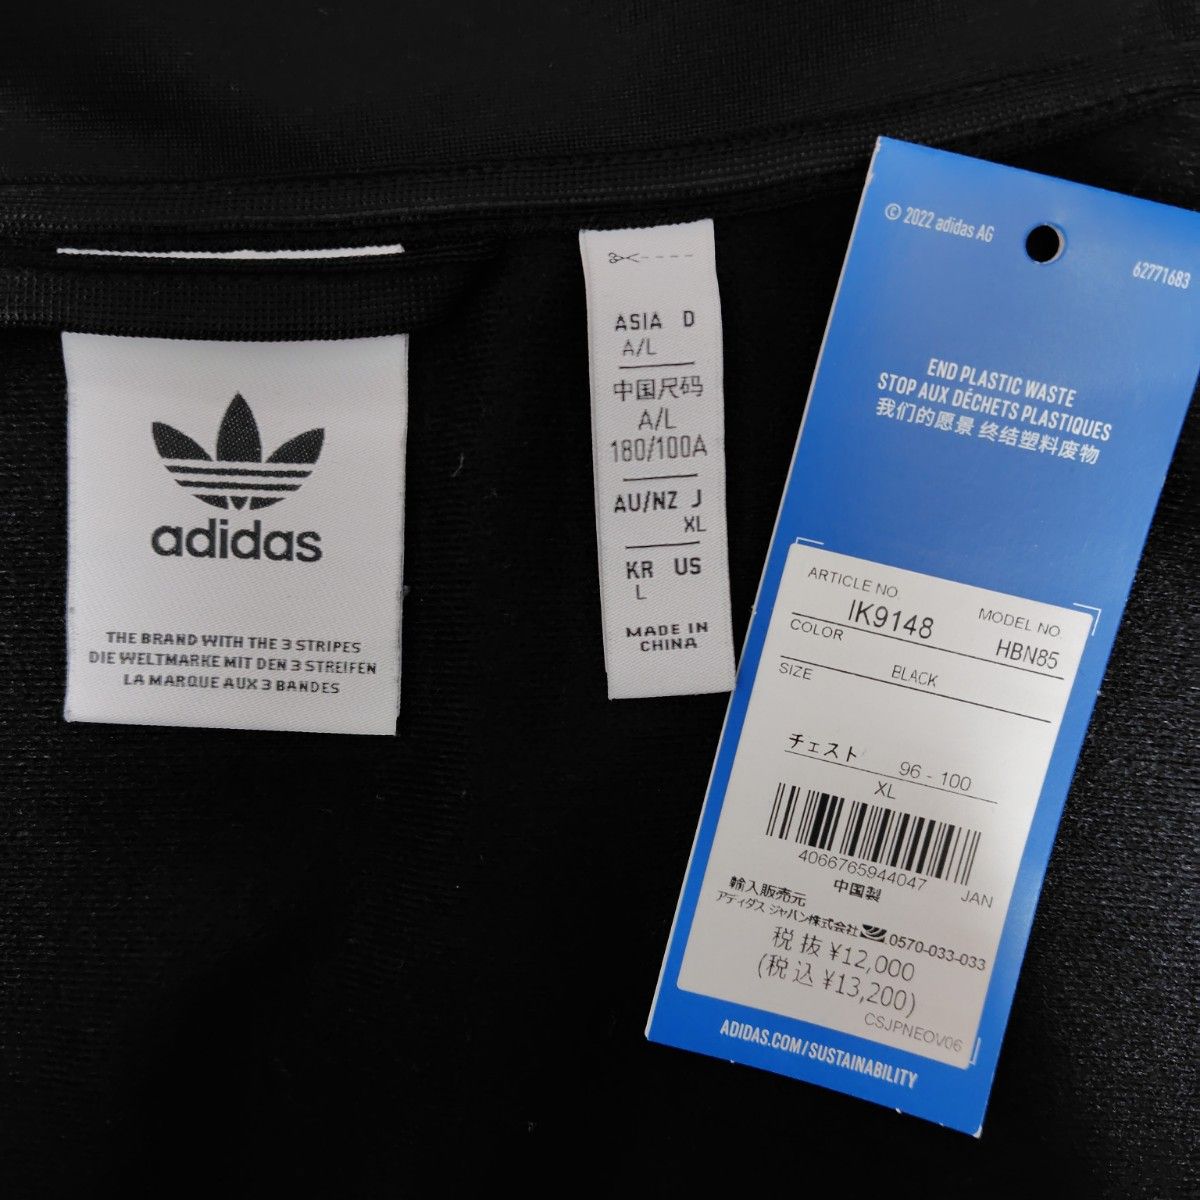 adidas
THE BRAND WITH THE 3 STRIPES
DIE WELTMARKE MIT DEN 3 STREIFEN
LA MARQUE AUX 3 BANDES
ASIA D
A/L
中国尺码
A/L
180/100A
AU/NZ J
XL
KR US
L
MADE IN
CHINA
© 2022 adidas AG
62771683
END PLASTIC WASTE
STOP AUX DÉCHETS PLASTIQUES
我们的愿景 终结塑料废物
ARTICLE NO. MODEL NO.
IK9148 HBN85
COLOR
BLACK
SIZE
チェスト 96 - 100
XL
4066765944047
JAN
輸入販売元 中国製
アディダス ジャパン株式会社 0570-033-033
税 抜 ¥12,000
(税 込 ¥13,200)
CSJPNEOV06
ADIDAS.COM/SUSTAINABILITY